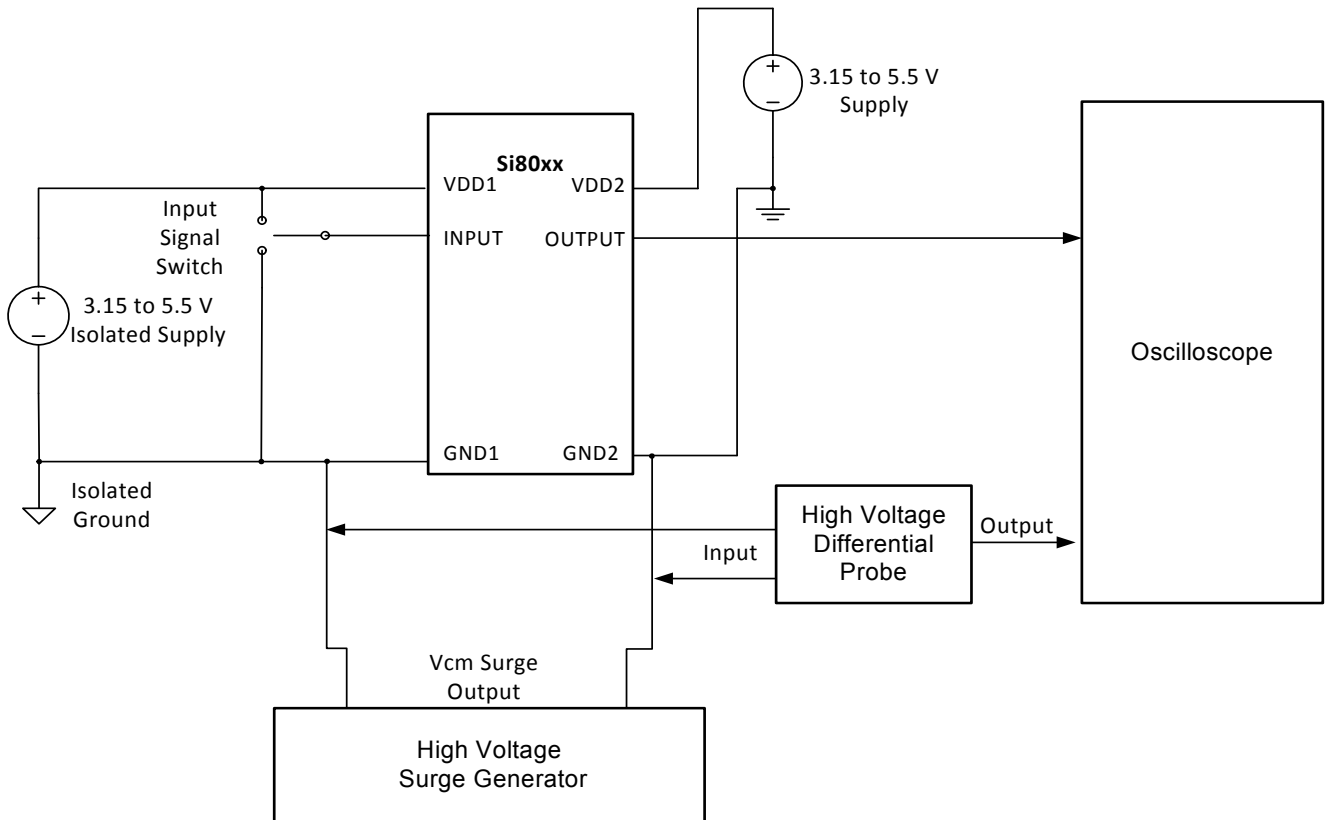 3.15 to 5.5 V
Supply
Si80xx
VDD1
VDD2
Input
Signal
Switch
INPUT
OUTPUT
3.15 to 5.5 V
Isolated Supply
Oscilloscope
GND1
GND2
Isolated
Ground
High Voltage
Differential
Probe
Input
Output
Vcm Surge
Output
High Voltage
Surge Generator